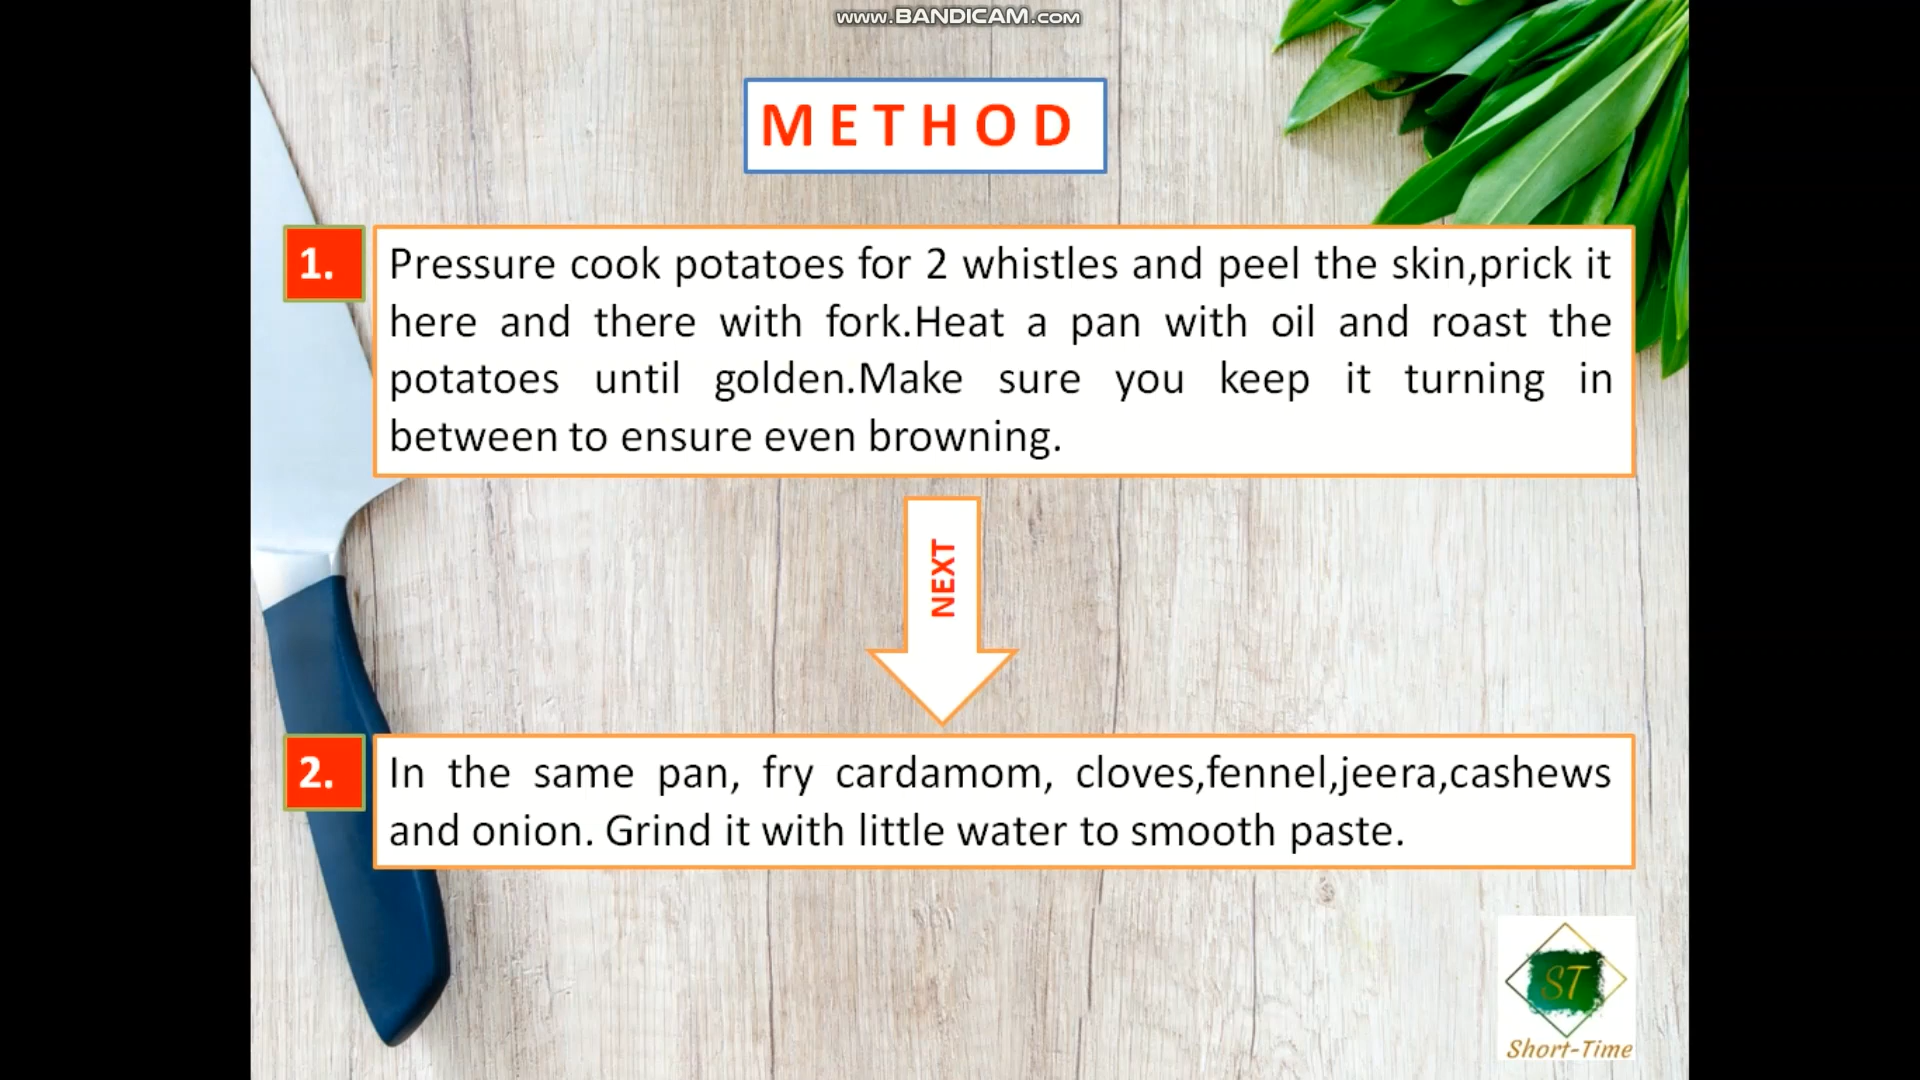 www.BANDICAM.com
METHOD
1.
Pressure cook potatoes for 2 whistles and peel the skin,prick it
here and there with fork.Heat a pan with oil and roast the
potatoes until golden.Make sure you keep it turning in
between to ensure even browning.
NEXT
2.
In the same pan, fry cardamom, cloves,fennel,jeera,cashews
and onion. Grind it with little water to smooth paste.
ST
Short-Time